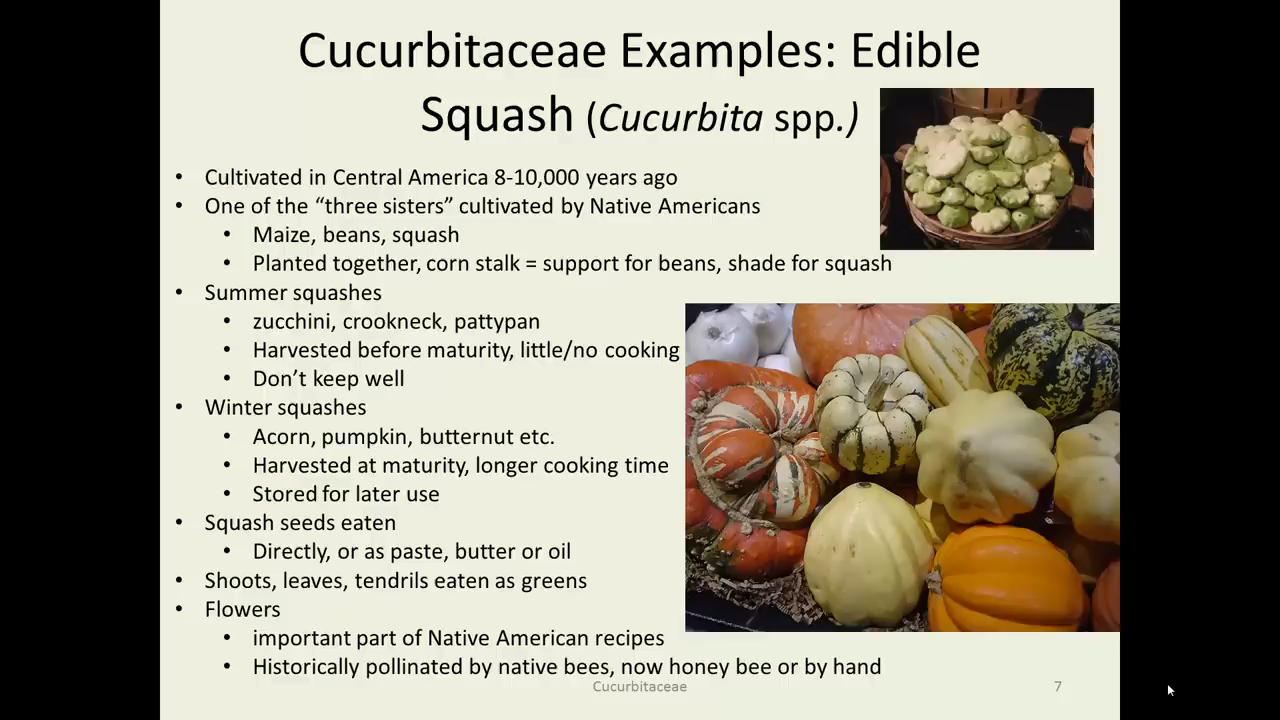 Cucurbitaceae Examples: Edible
Squash (Cucurbita spp.)
• Cultivated in Central America 8-10,000 years ago
• One of the “three sisters” cultivated by Native Americans
• Maize, beans, squash
• Planted together, corn stalk = support for beans, shade for squash
• Summer squashes
• zucchini, crookneck, pattypan
• Harvested before maturity, little/no cooking
• Don’t keep well
• Winter squashes
• Acorn, pumpkin, butternut etc.
• Harvested at maturity, longer cooking time
• Stored for later use
• Squash seeds eaten
• Directly, or as paste, butter or oil
• Shoots, leaves, tendrils eaten as greens
• Flowers
• important part of Native American recipes
• Historically pollinated by native bees, now honey bee or by hand
Cucurbitaceae
7